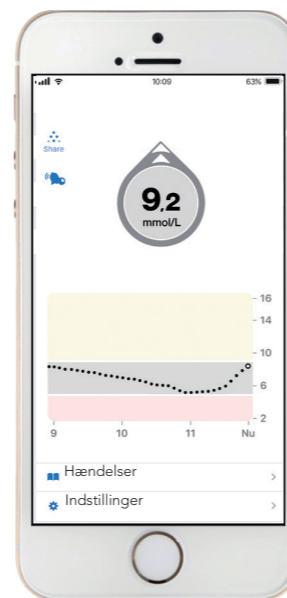 10:09 63%
Share
9,2
mmol/L
16
14
10
6
2
9 10 11 Nu
Hændelser
Indstillinger